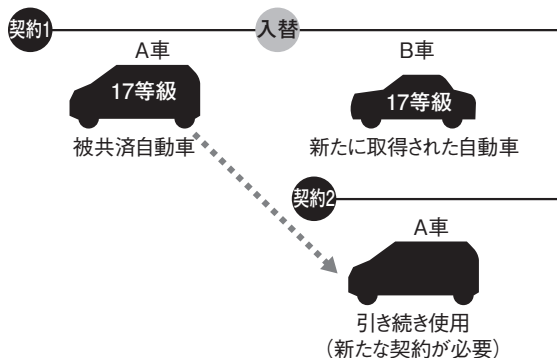 契約1
入替
A車
B車
17等級
17等級
被共済自動車
新たに取得された自動車
契約2
A車
引き続き使用
（新たな契約が必要）